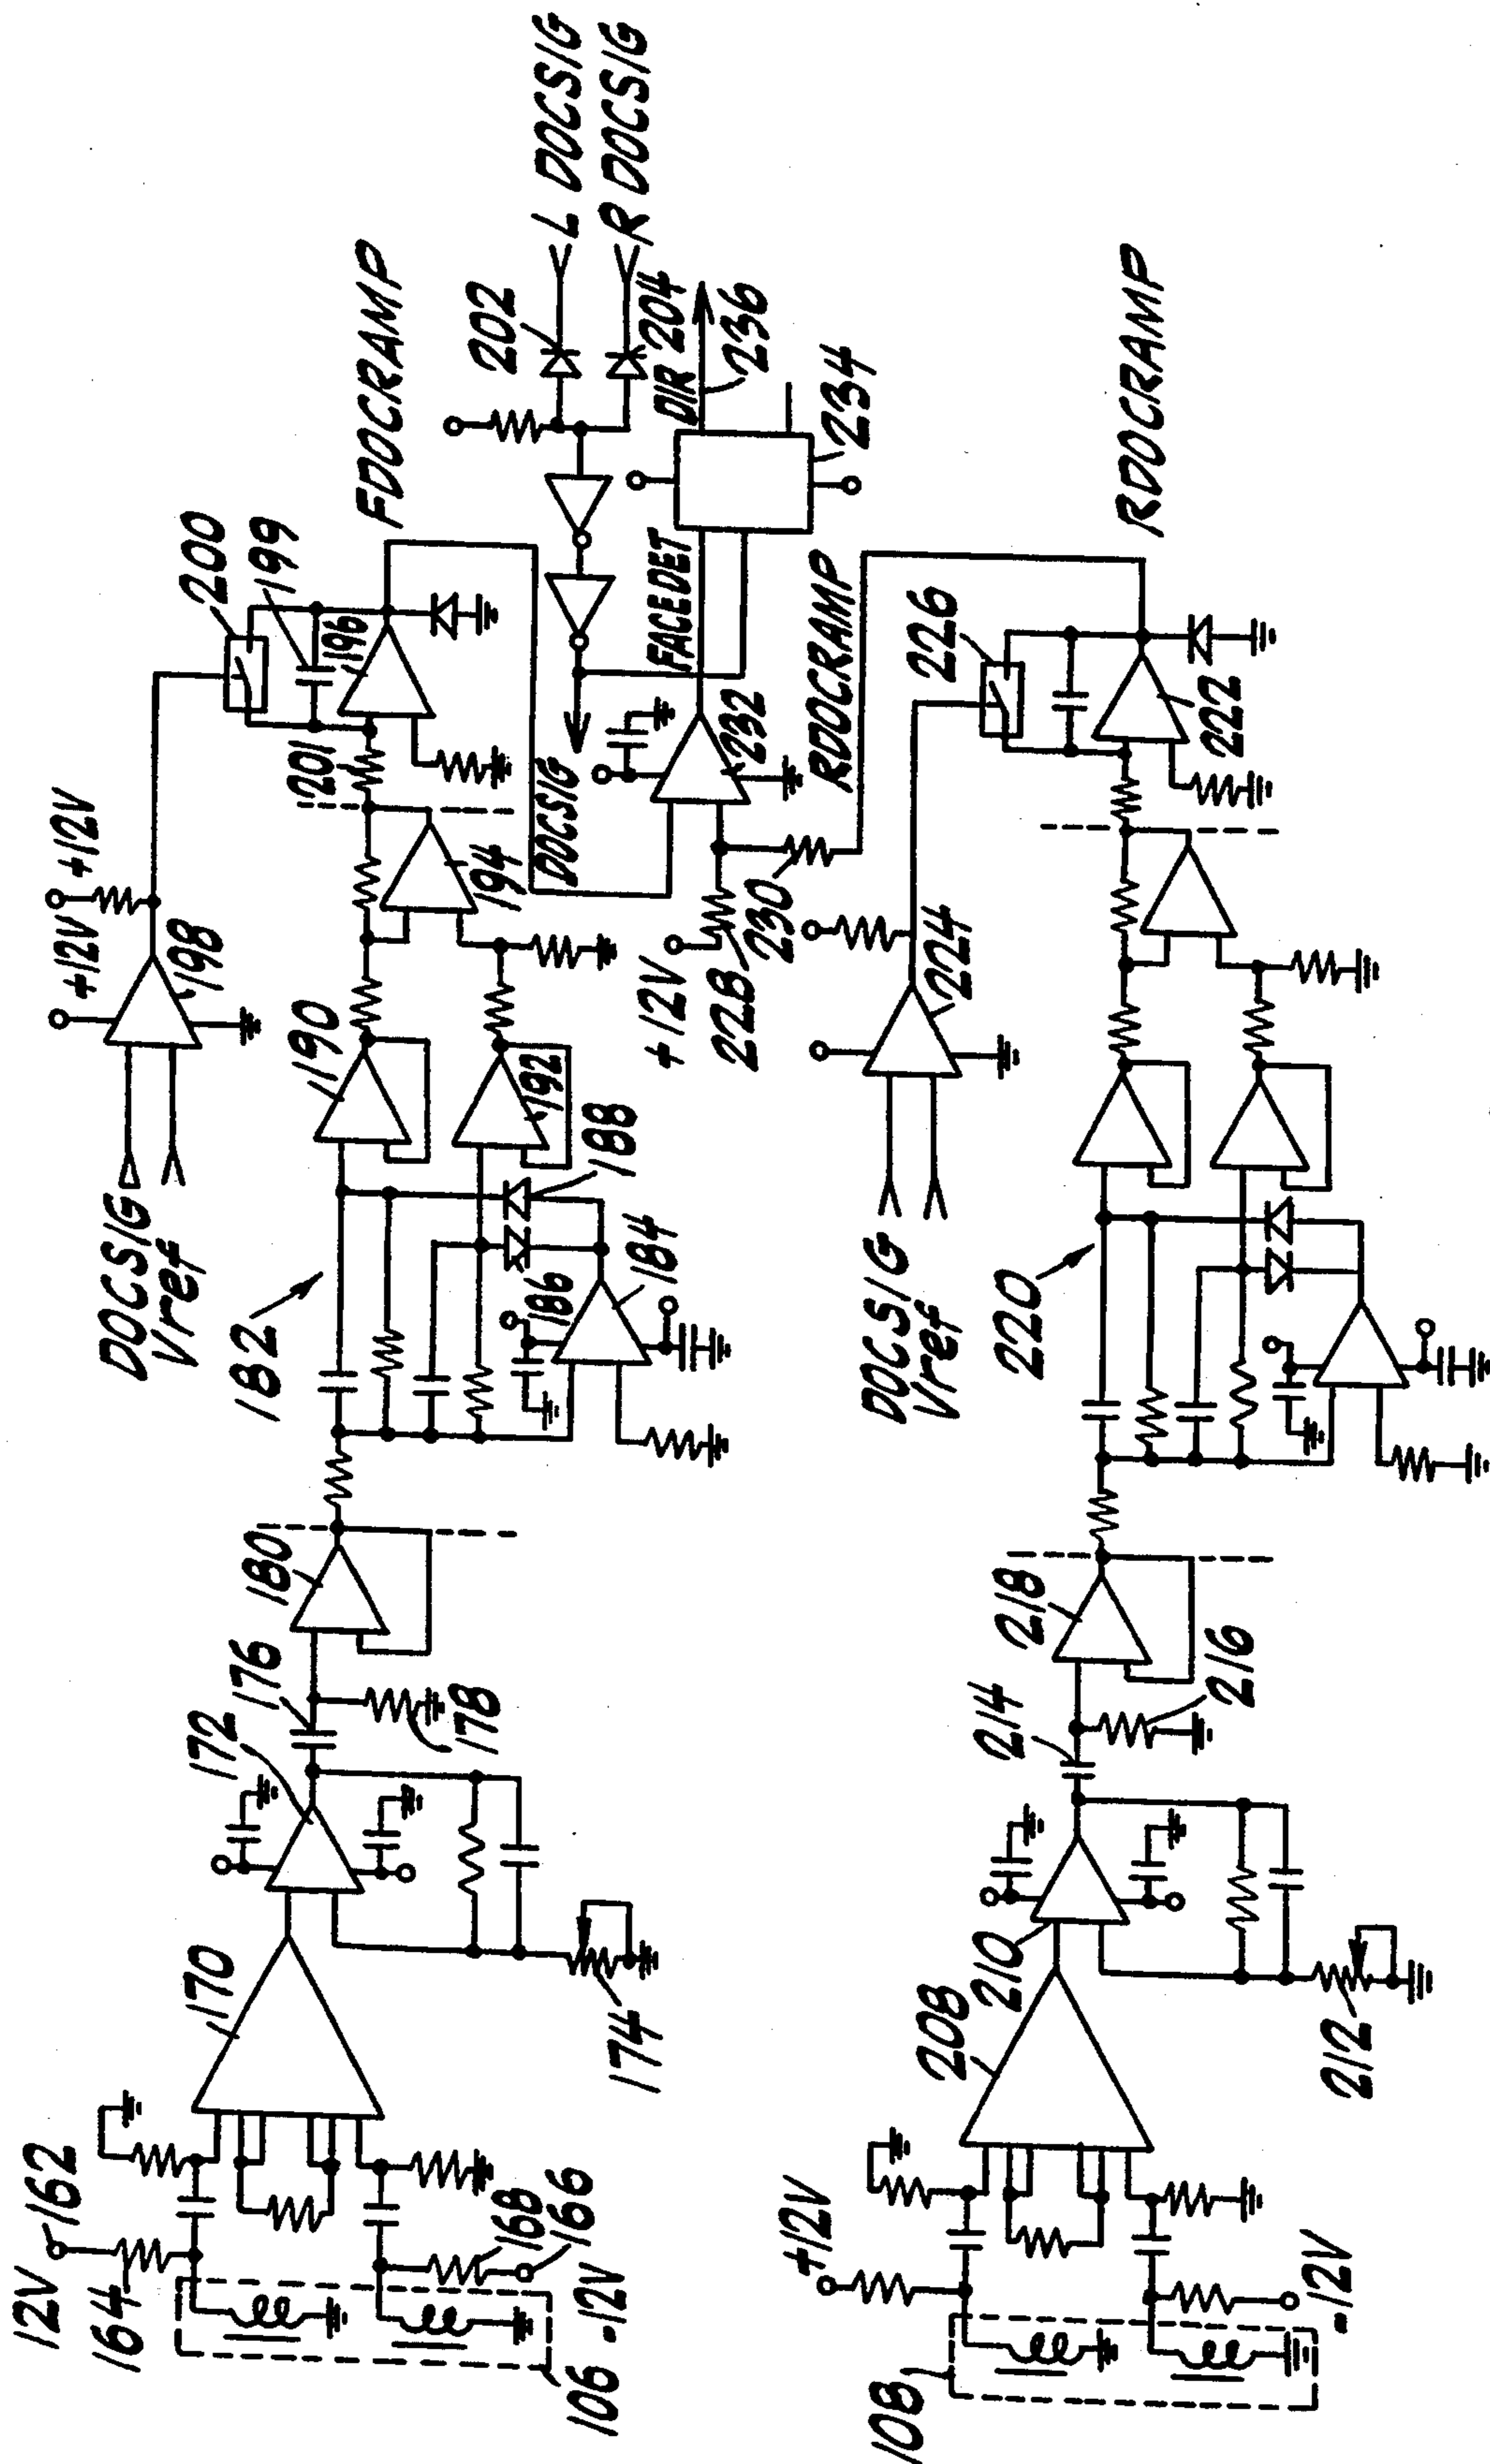 12V
162
164
106
-12V
166
168
170
172
174
176
178
180
182
DOCSIG
Vref
+12V
+12V
198
184
186
188
190
192
194
196
199
200
201
FDOCRAMP
202
L DOCSIG
R DOCSIG
DIR 204
236
234
FACEDET
DOCSIG
232
+12V
228
230
RDOCRAMP
108
+12V
-12V
208
210
212
214
216
218
220
DOCSIG
Vref
224
226
222
RDOCRAMP